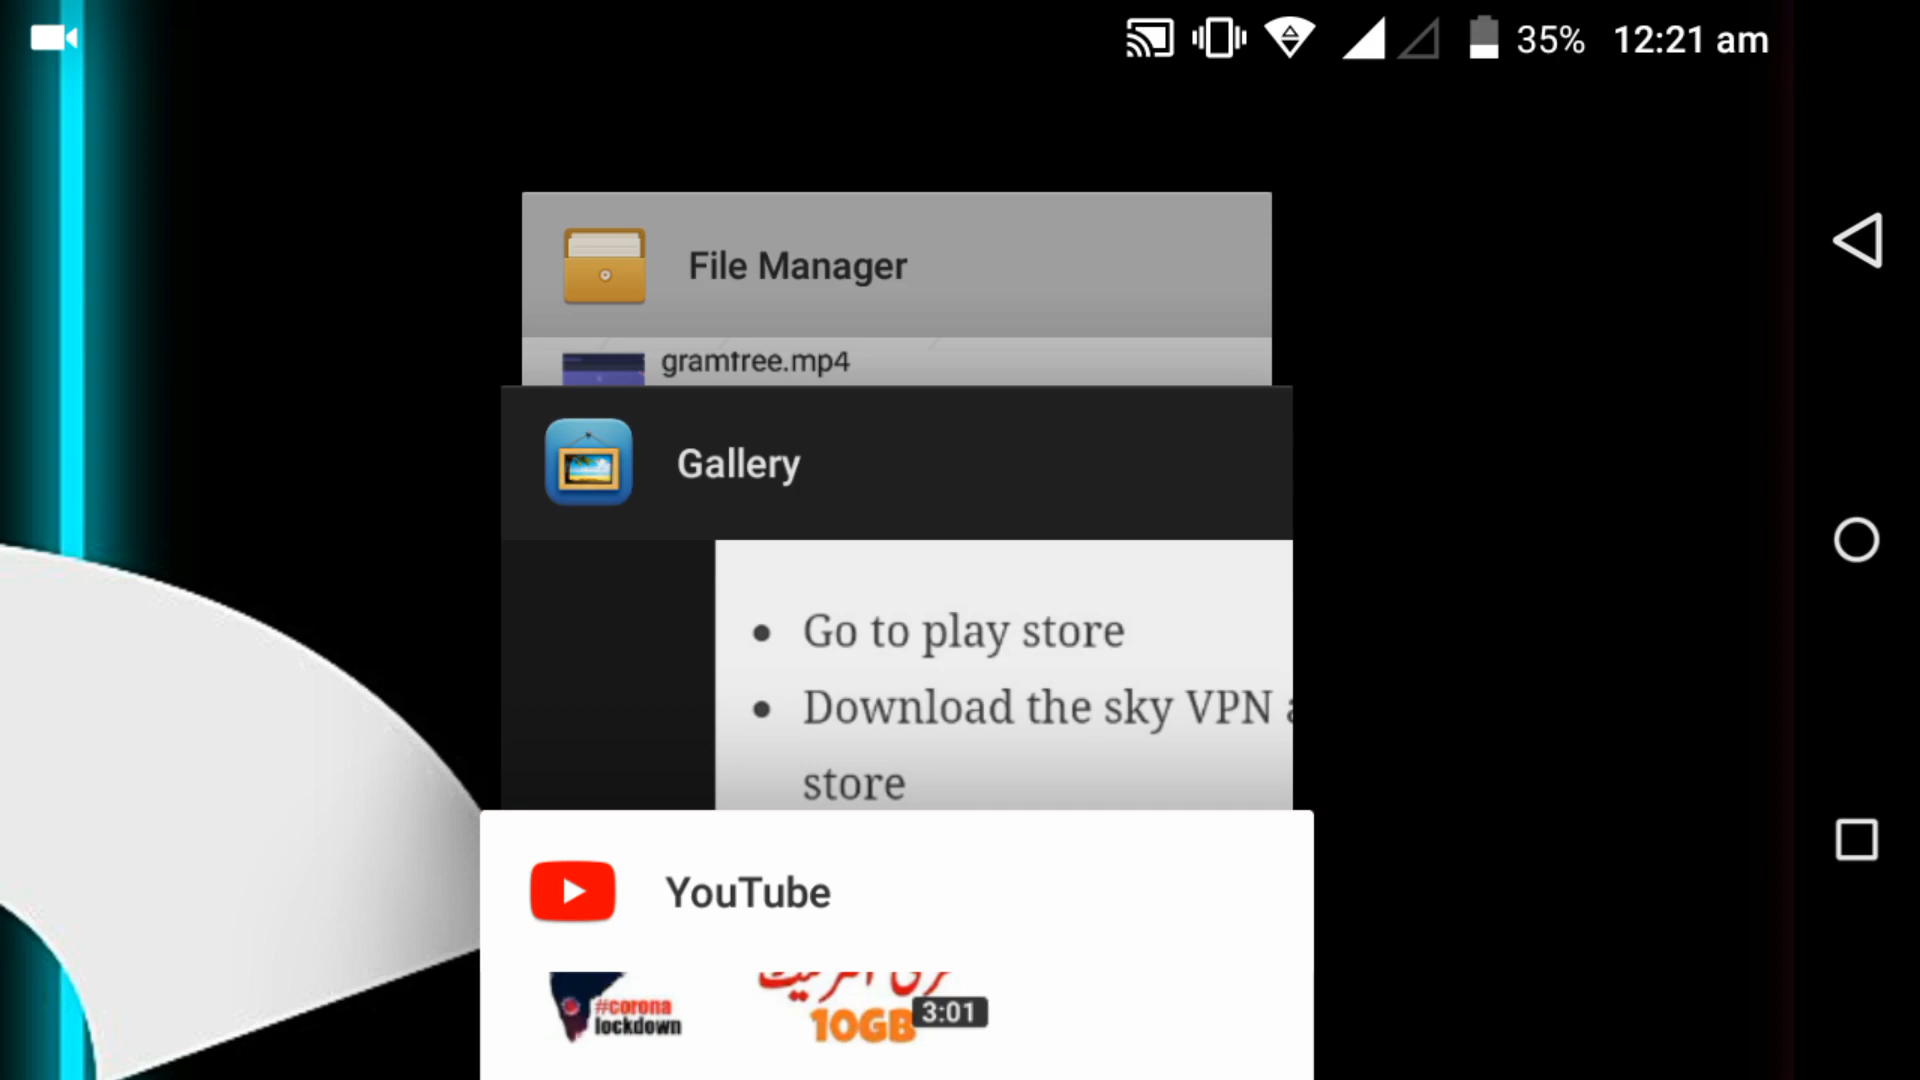 35% 12:21 am
File Manager
gramtree.mp4
Gallery
Go to play store
Download the sky VPN
store
YouTube
#corona
lockdown
10GB
3:01